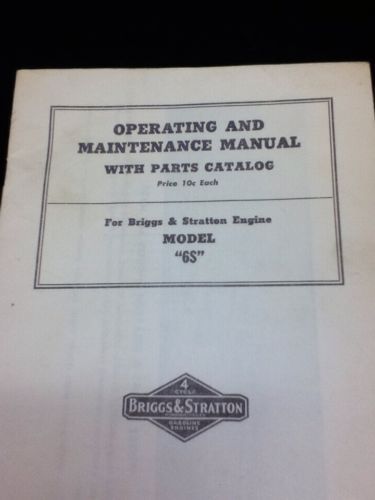 OPERATING AND
MAINTENANCE MANUAL
WITH PARTS CATALOG
Price 10c Each
For Briggs & Stratton Engine
MODEL
"6S"
4
CYCLE
BRIGGS & STRATTON
GASOLINE
ENGINES